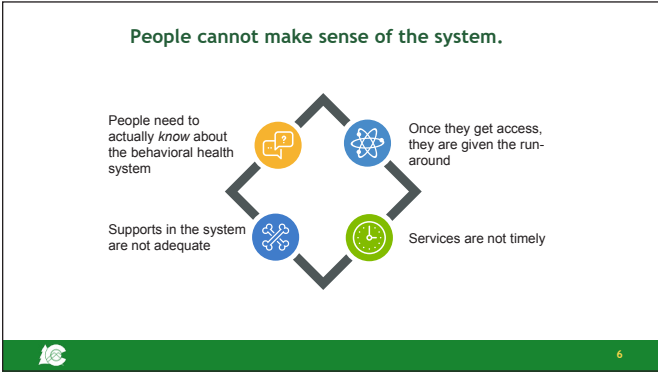 People cannot make sense of the system.
People need to
actually know about
the behavioral health
system
Once they get access,
they are given the run-
around
Supports in the system
are not adequate
Services are not timely
6